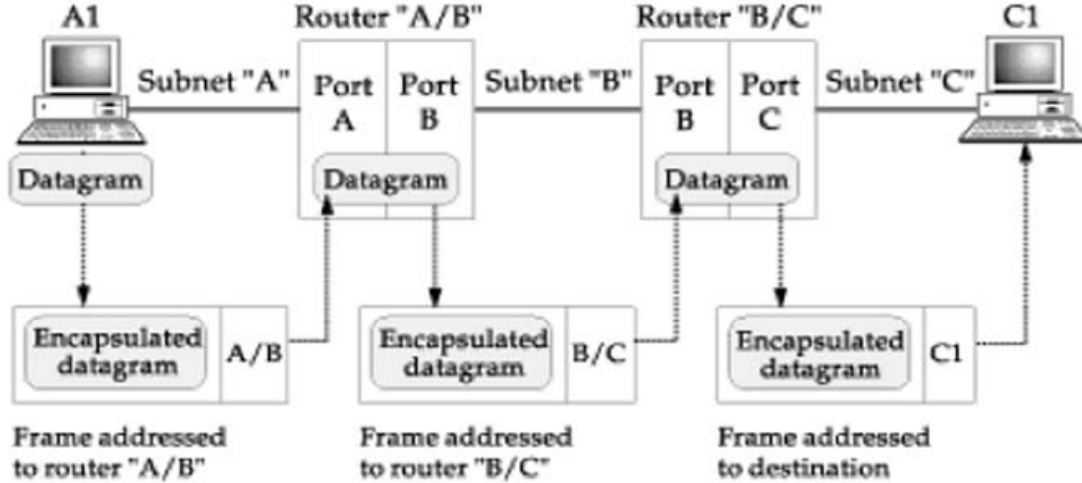 A1
Router "A/B"
Router "B/C"
C1
Subnet "A"
Port A
Port B
Subnet "B"
Port B
Port C
Subnet "C"
Datagram
Datagram
Datagram
Encapsulated
datagram
A/B
Encapsulated
datagram
B/C
Encapsulated
datagram
C1
Frame addressed
to router "A/B"
Frame addressed
to router "B/C"
Frame addressed
to destination